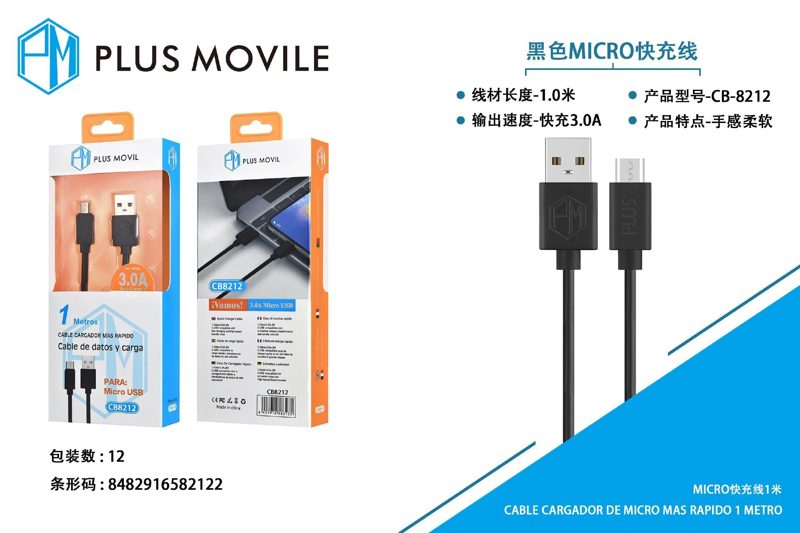 PM PLUS MOVILE
黑色MICRO快充线
线材长度-1.0米
产品型号-CB-8212
输出速度-快充3.0A
产品特点-手感柔软
PM PLUS MOVIL
3.0A
1 Metros
CABLE CARGADOR MAS RAPIDO
Cable de datos y carga
PARA:
Micro USB
CB8212
PM PLUS MOVIL
CB8212
¡Vamos!
3.0A Micro USB
CB8212
Made in china
PM
PLUS
包装数 : 12
条形码 : 8482916582122
MICRO快充线1米
CABLE CARGADOR DE MICRO MAS RAPIDO 1 METRO